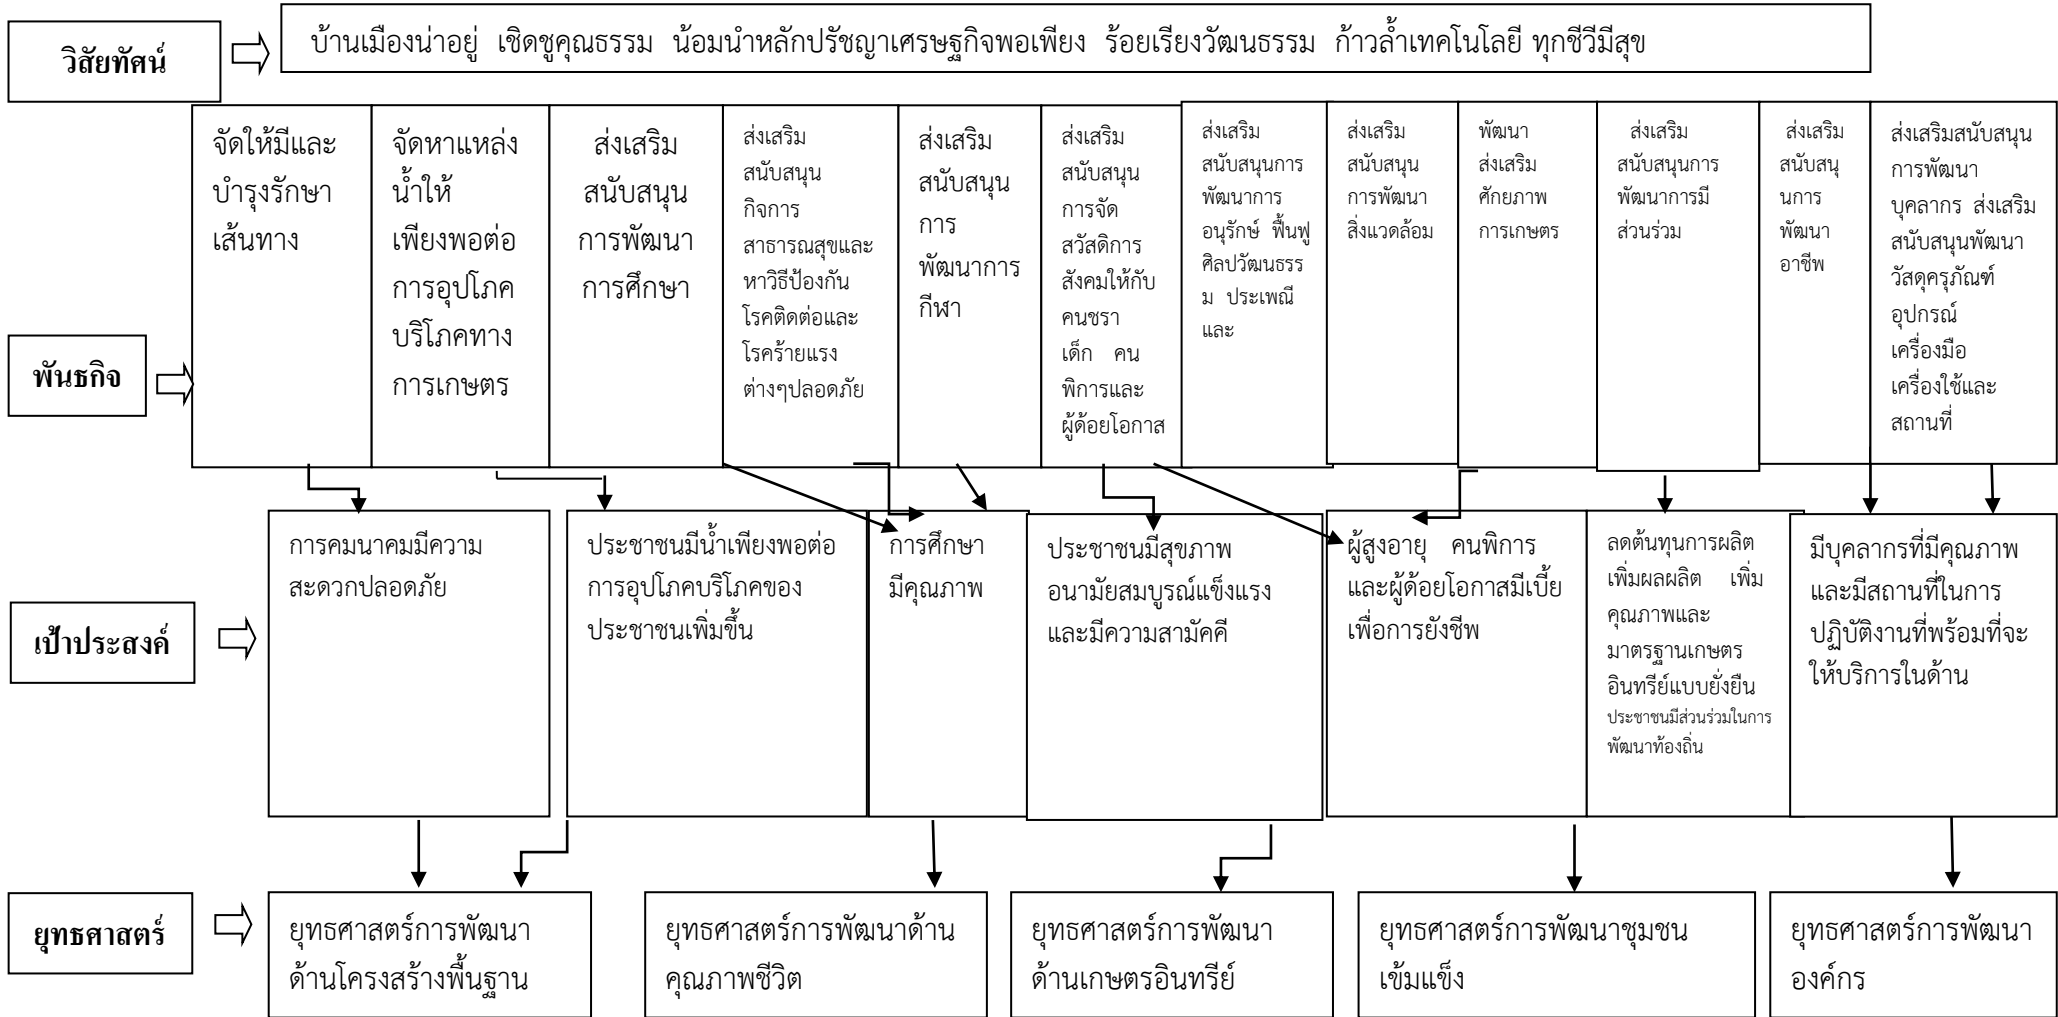 วิสัยทัศน์
บ้านเมืองน่าอยู่ เชิดชูคุณธรรม น้อมนำหลักปรัชญาเศรษฐกิจพอเพียง ร้อยเรียงวัฒนธรรม ก้าวล้ำเทคโนโลยี ทุกชีวีมีสุข
พันธกิจ
จัดให้มีและ
บำรุงรักษา
เส้นทาง
จัดหาแหล่ง
น้ำให้
เพียงพอต่อ
การอุปโภค
บริโภคทาง
การเกษตร
ส่งเสริม
สนับสนุน
การพัฒนา
การศึกษา
ส่งเสริม
สนับสนุน
กิจการ
สาธารณสุขและ
หาวิธีป้องกัน
โรคติดต่อและ
โรคร้ายแรง
ต่างๆปลอดภัย
ส่งเสริม
สนับสนุน
การ
พัฒนาการ
กีฬา
ส่งเสริม
สนับสนุน
การจัด
สวัสดิการ
สังคมให้กับ
คนชรา
เด็ก คน
พิการและ
ผู้ด้อยโอกาส
ส่งเสริม
สนับสนุนการ
พัฒนาการ
อนุรักษ์ ฟื้นฟู
ศิลปวัฒนธรร
ม ประเพณี
และ
ส่งเสริม
สนับสนุน
การพัฒนา
สิ่งแวดล้อม
พัฒนา
ส่งเสริม
ศักยภาพ
การเกษตร
ส่งเสริม
สนับสนุนการ
พัฒนาการมี
ส่วนร่วม
ส่งเสริม
สนับสนุ
นการ
พัฒนา
อาชีพ
ส่งเสริมสนับสนุน
การพัฒนา
บุคลากร ส่งเสริม
สนับสนุนพัฒนา
วัสดุครุภัณฑ์
อุปกรณ์
เครื่องมือ
เครื่องใช้และ
สถานที่
เป้าประสงค์
การคมนาคมมีความ
สะดวกปลอดภัย
ประชาชนมีน้ำเพียงพอต่อ
การอุปโภคบริโภคของ
ประชาชนเพิ่มขึ้น
การศึกษา
มีคุณภาพ
ประชาชนมีสุขภาพ
อนามัยสมบูรณ์แข็งแรง
และมีความสามัคคี
ผู้สูงอายุ คนพิการ
และผู้ด้อยโอกาสมีเบี้ย
เพื่อการยังชีพ
ลดต้นทุนการผลิต
เพิ่มผลผลิต เพิ่ม
คุณภาพและ
มาตรฐานเกษตร
อินทรีย์แบบยั่งยืน
ประชาชนมีส่วนร่วมในการ
พัฒนาท้องถิ่น
มีบุคลากรที่มีคุณภาพ
และมีสถานที่ในการ
ปฏิบัติงานที่พร้อมที่จะ
ให้บริการในด้าน
ยุทธศาสตร์
ยุทธศาสตร์การพัฒนา
ด้านโครงสร้างพื้นฐาน
ยุทธศาสตร์การพัฒนาด้าน
คุณภาพชีวิต
ยุทธศาสตร์การพัฒนา
ด้านเกษตรอินทรีย์
ยุทธศาสตร์การพัฒนาชุมชน
เข้มแข็ง
ยุทธศาสตร์การพัฒนา
องค์กร